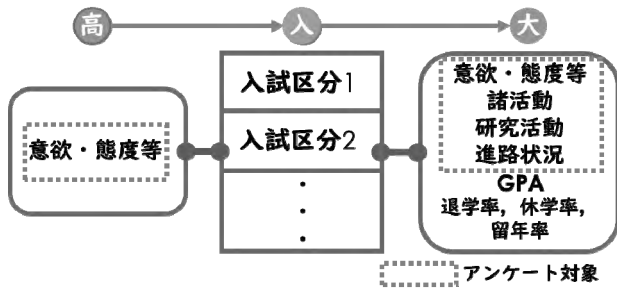 高
入
大
意欲・態度等
入試区分1
入試区分2
・
・
・
意欲・態度等
諸活動
研究活動
進路状況
GPA
退学率,休学率,
留年率
アンケート対象